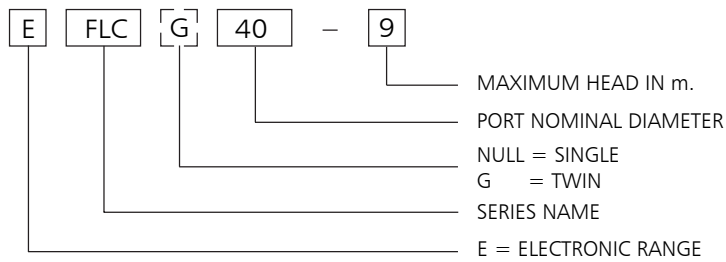 E FLC G 40 – 9
MAXIMUM HEAD IN m.
PORT NOMINAL DIAMETER
NULL = SINGLE
G = TWIN
SERIES NAME
E = ELECTRONIC RANGE